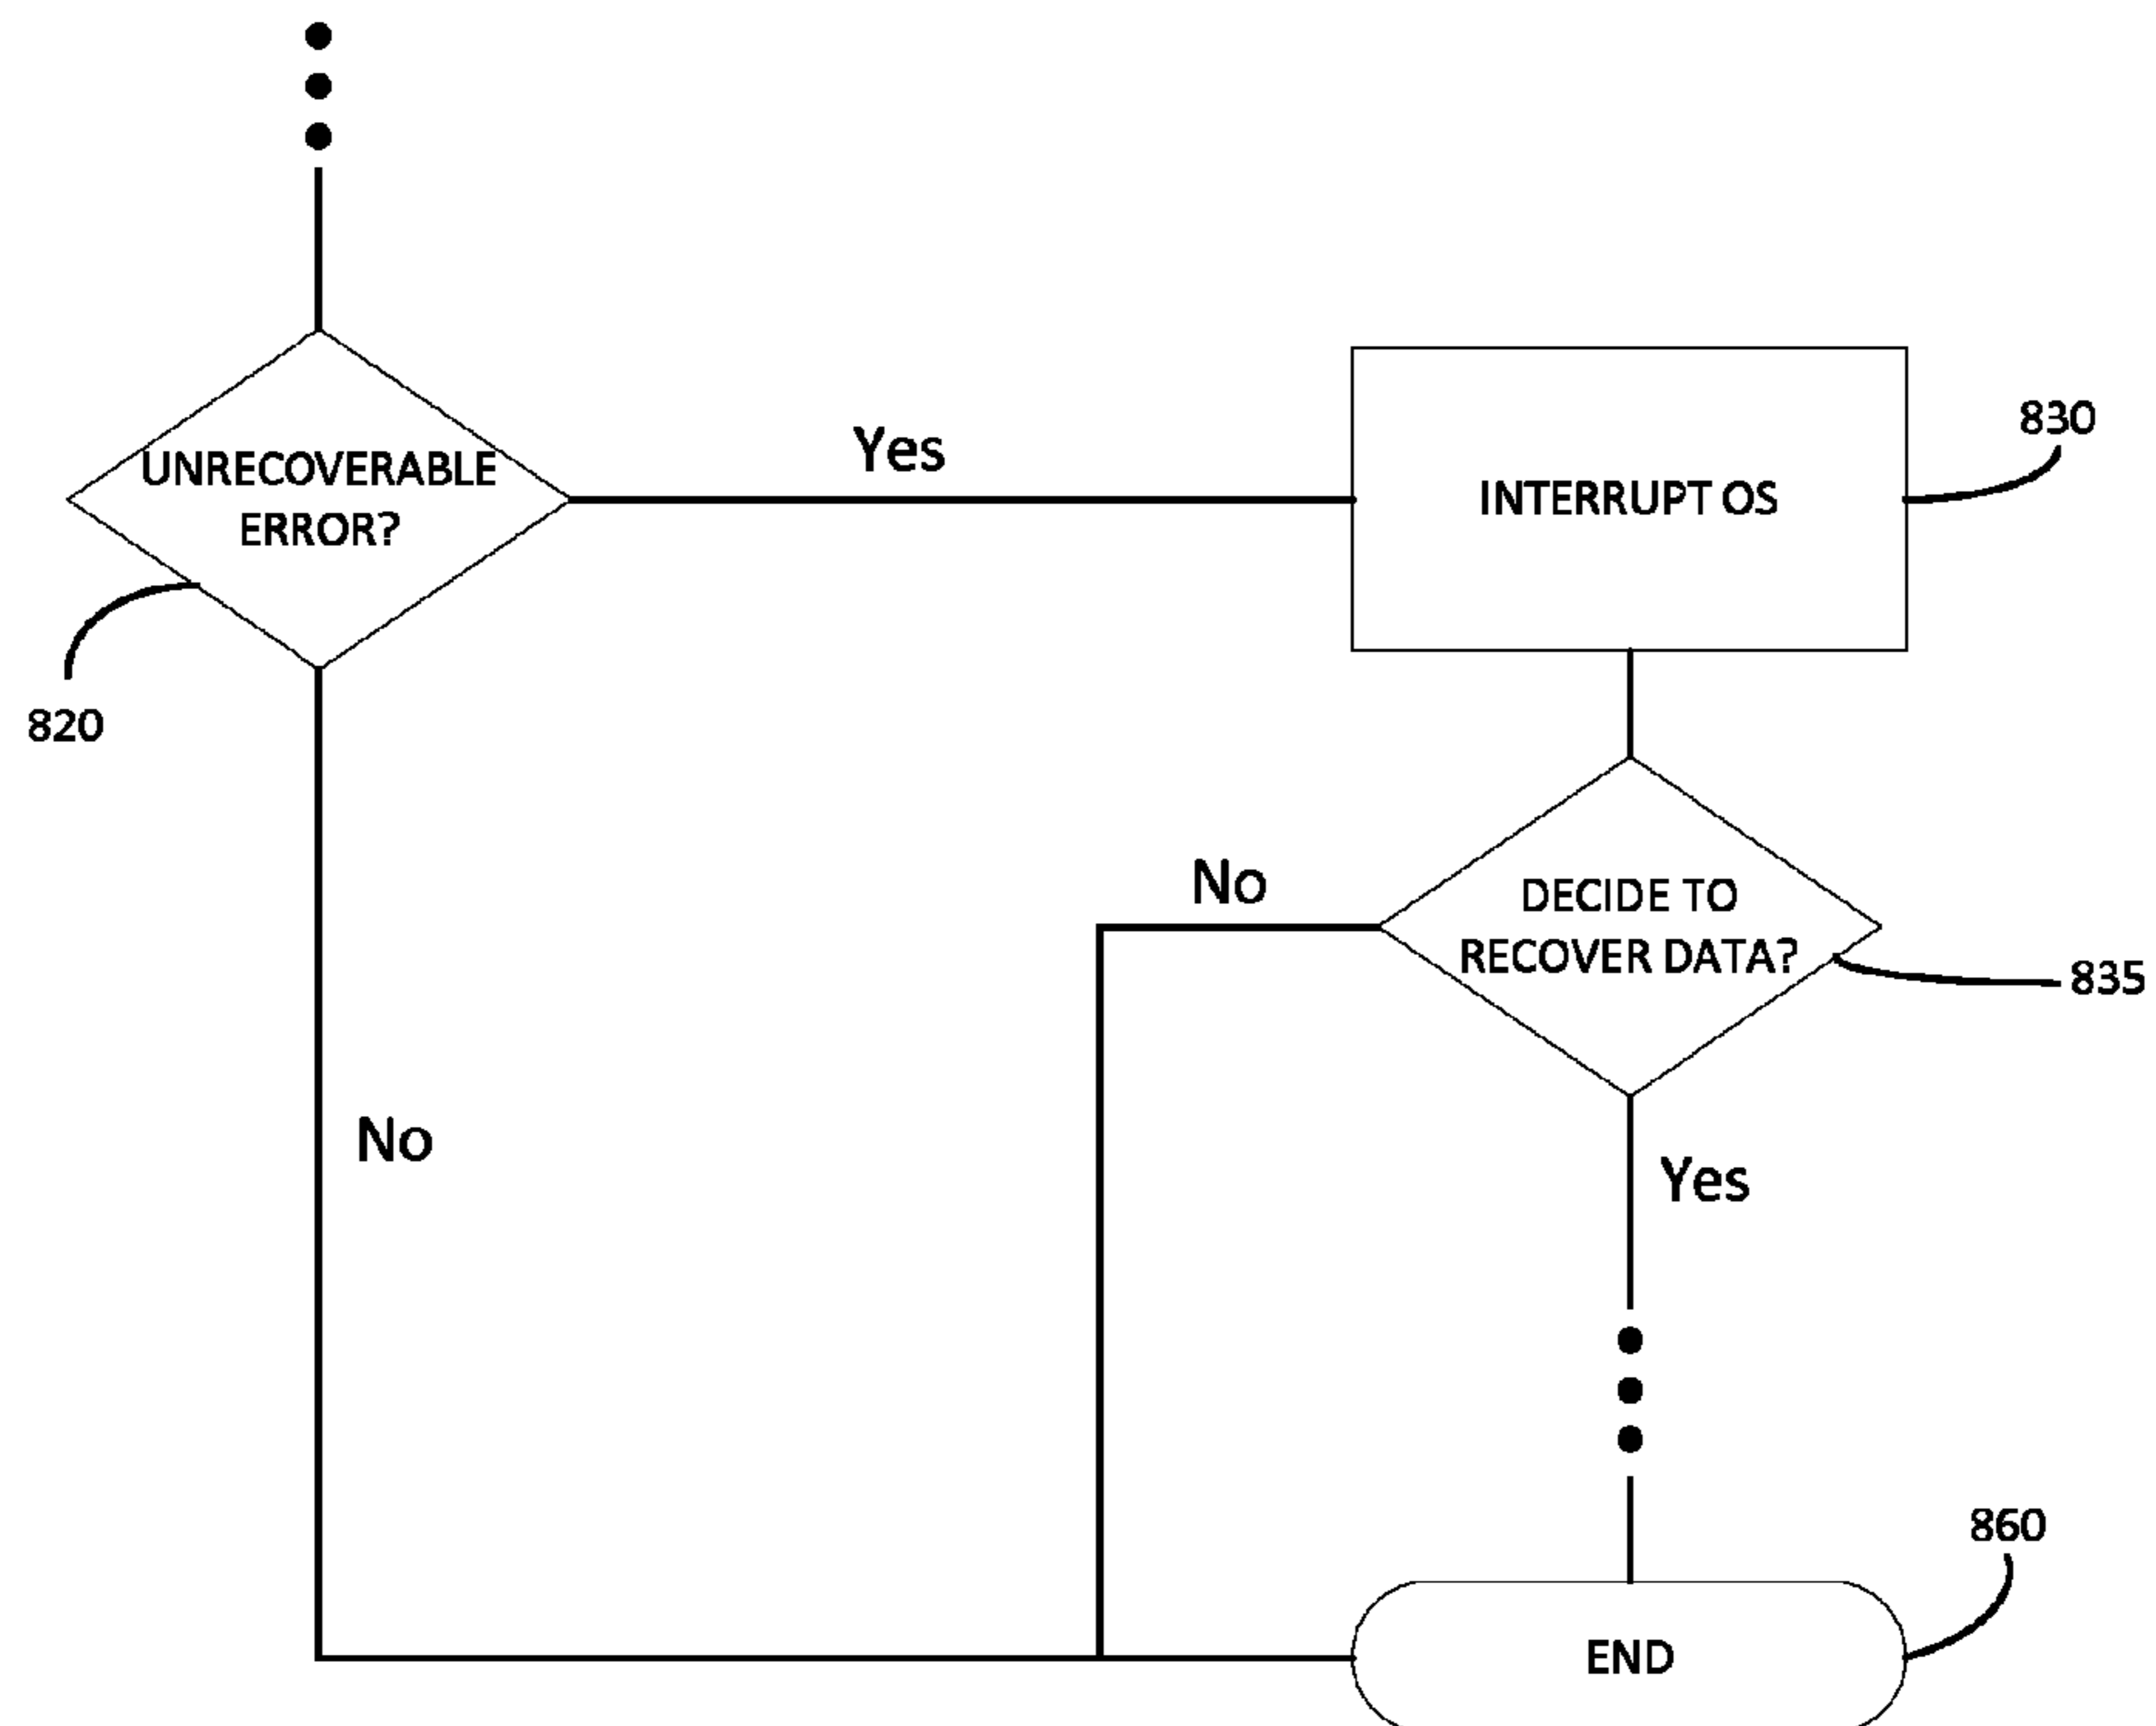 UNRECOVERABLE
ERROR?
820
Yes
INTERRUPT OS
830
No
DECIDE TO
RECOVER DATA?
835
No
Yes
860
END